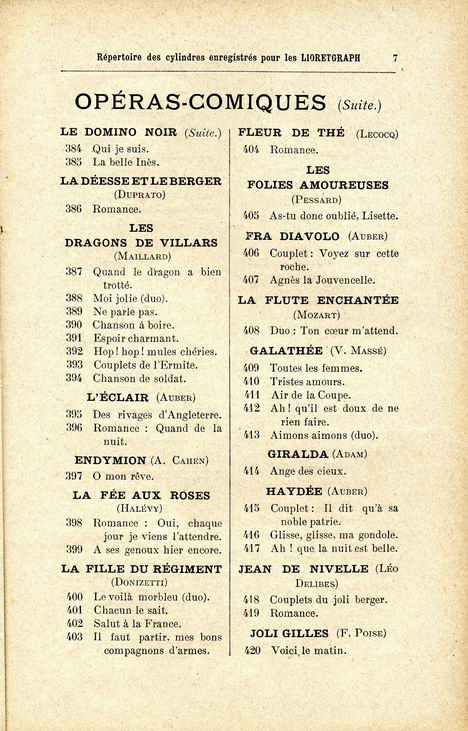 Répertoire des cylindres enregistrés pour les LIORETGRAPH 7
OPÉRAS-COMIQUES (Suite.)
LE DOMINO NOIR (Suite.)
384 Qui je suis.
385 La belle Inès.
LA DÉESSE ET LE BERGER
(DUPRATO)
386 Romance.
LES
DRAGONS DE VILLARS
(MAILLARD)
387 Quand le dragon a bien
trotté.
388 Moi jolie (duo).
389 Ne parle pas.
390 Chanson à boire.
391 Espoir charmant.
392 Hop! hop! mules chéries.
393 Couplets de l'Ermite.
394 Chanson de soldat.
L'ÉCLAIR (AUBER)
395 Des rivages d'Angleterre.
396 Romance : Quand de la
nuit.
ENDYMION (A. CAHEN)
397 O mon rêve.
LA FÉE AUX ROSES
(HALÉVY)
398 Romance : Oui, chaque
jour je viens l'attendre.
399 A ses genoux hier encore.
LA FILLE DU RÉGIMENT
(DONIZETTI)
400 Le voilà morbleu (duo).
401 Chacun le sait.
402 Salut à la France.
403 Il faut partir, mes bons
compagnons d'armes.
FLEUR DE THÉ (LECOCQ)
404 Romance.
LES
FOLIES AMOUREUSES
(PESSARD)
405 As-tu donc oublié, Lisette.
FRA DIAVOLO (AUBER)
406 Couplet : Voyez sur cette
roche.
407 Agnès la Jouvencelle.
LA FLUTE ENCHANTÉE
(MOZART)
408 Duo : Ton cœur m'attend.
GALATHÉE (V. MASSÉ)
409 Toutes les femmes.
410 Tristes amours.
411 Air de la Coupe.
412 Ah! qu'il est doux de ne
rien faire.
413 Aimons aimons (duo).
GIRALDA (ADAM)
414 Ange des cieux.
HAYDÉE (AUBER)
415 Couplet : Il dit qu'à sa
noble patrie.
416 Glisse, glisse, ma gondole.
417 Ah! que la nuit est belle.
JEAN DE NIVELLE (LÉO
DELIBES)
418 Couplets du joli berger.
419 Romance.
JOLI GILLES (F. POISE)
420 Voici le matin.